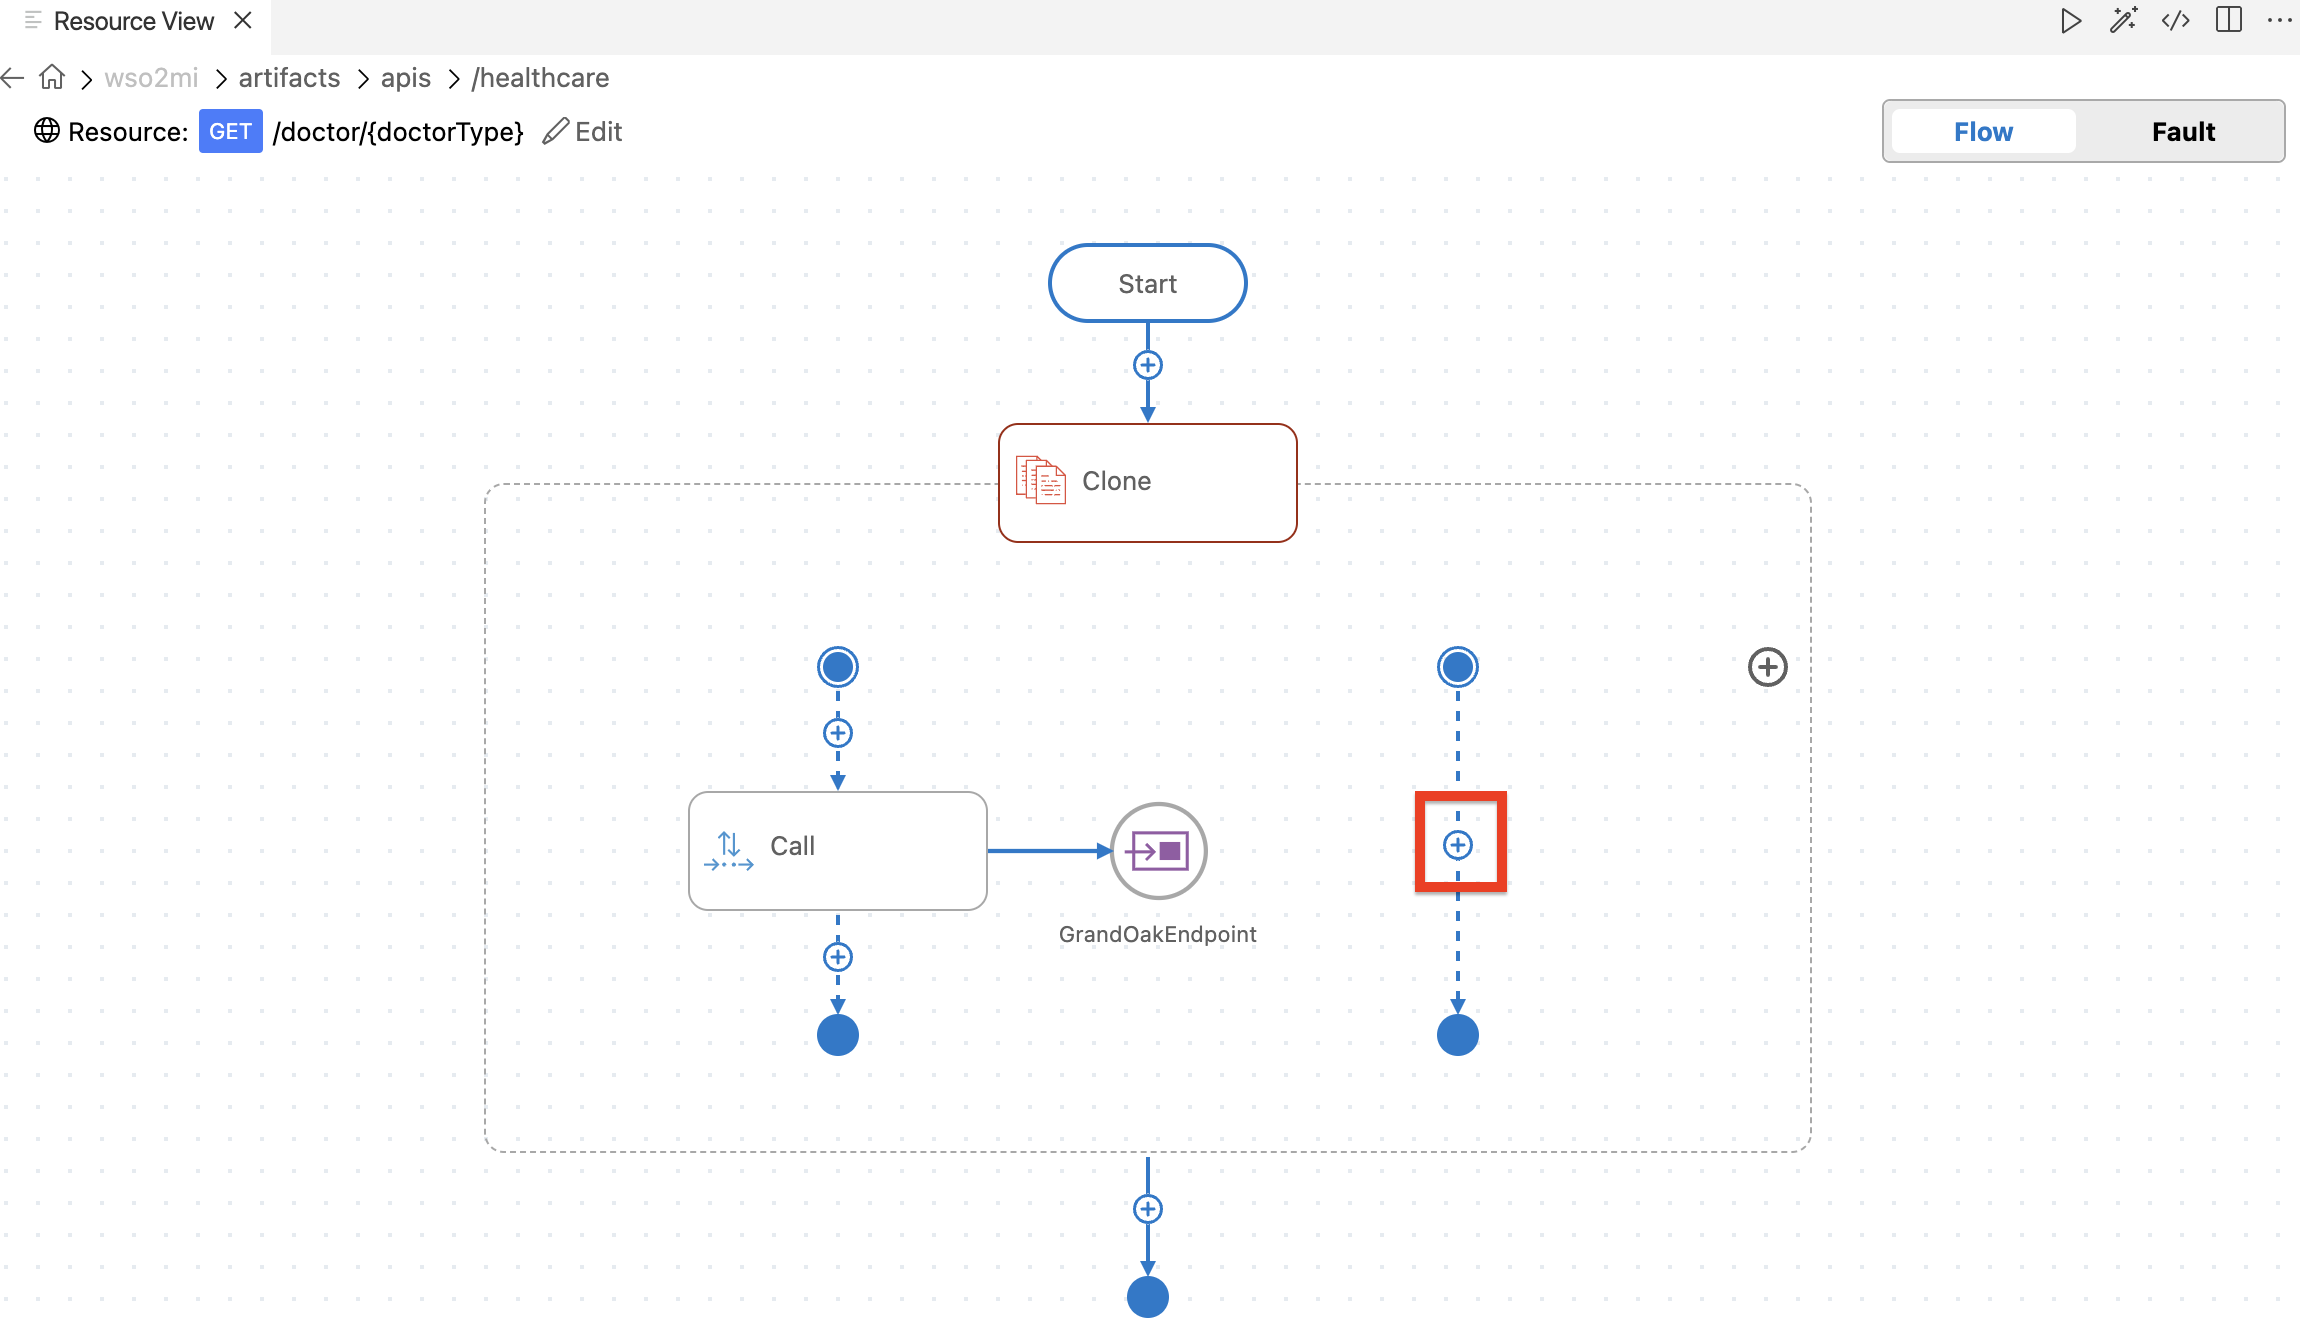 Resource View
wso2mi artifacts apis /healthcare
Resource: GET /doctor/{doctorType} Edit
Flow Fault
Start
Clone
Call
GrandOakEndpoint